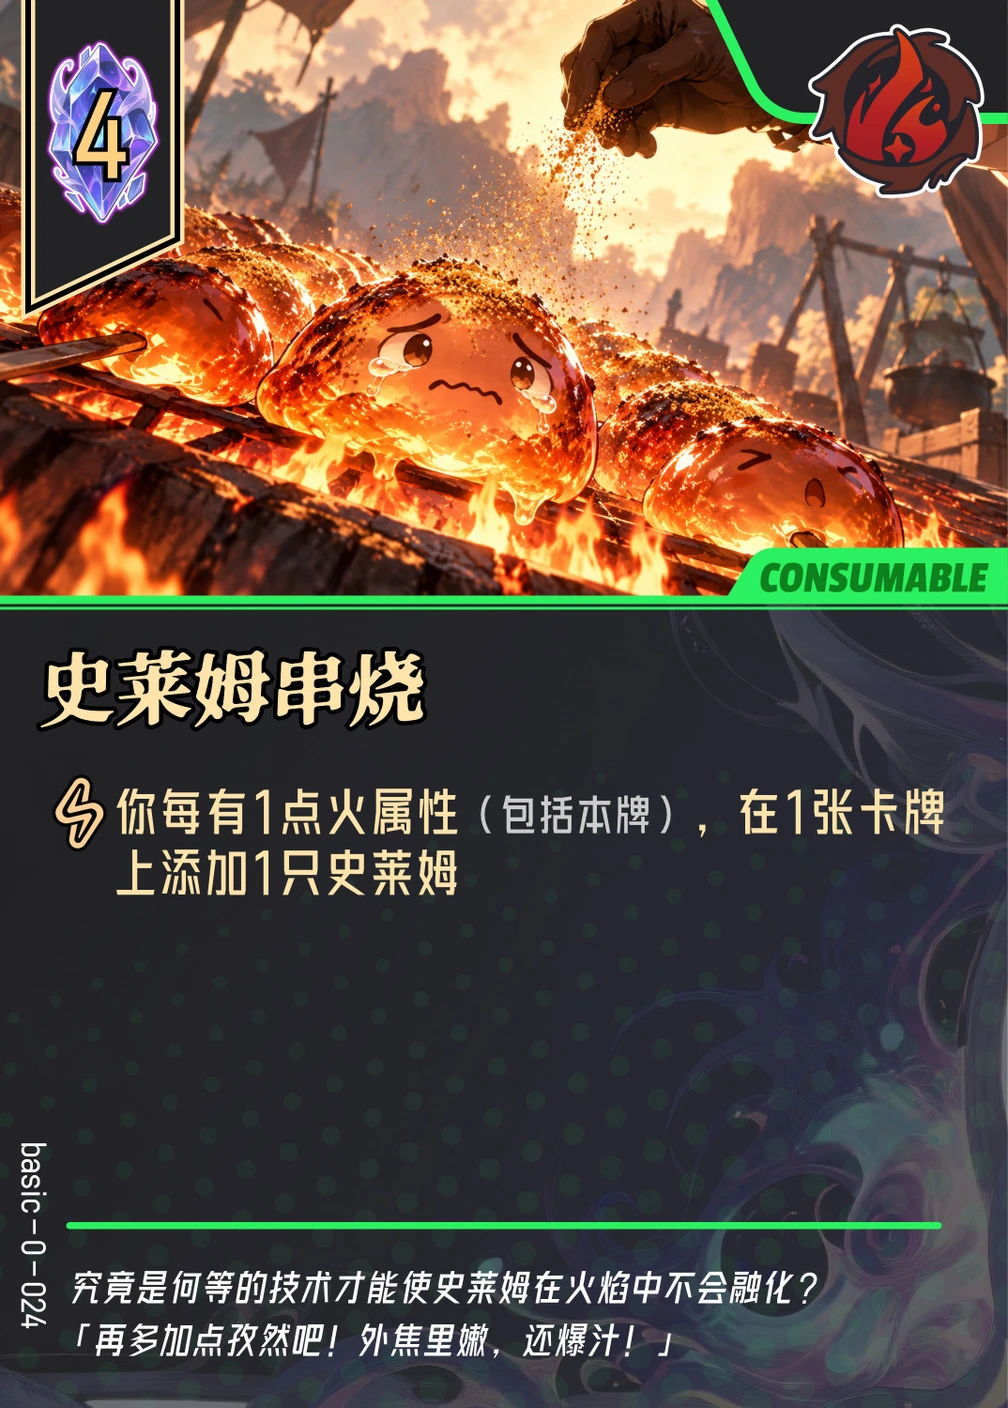 4
CONSUMABLE
史莱姆串烧
你每有1点火属性（包括本牌），在1张卡牌
上添加1只史莱姆
basic-0-024
究竟是何等的技术才能使史莱姆在火焰中不会融化？
「再多加点孜然吧！外焦里嫩，还爆汁！」